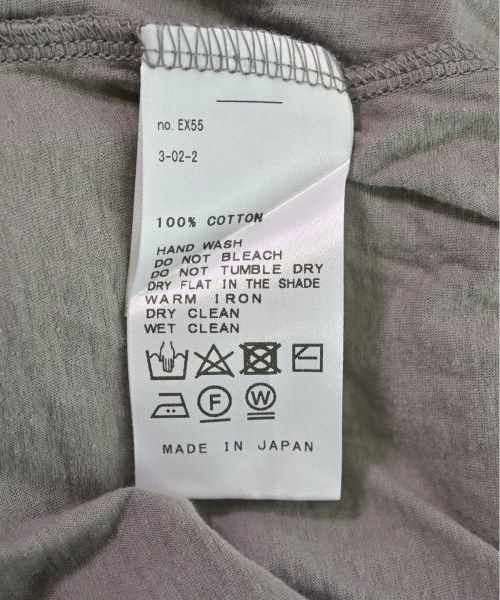 no. EX55
3-02-2
100% COTTON
HAND WASH
DO NOT BLEACH
DO NOT TUMBLE DRY
DRY FLAT IN THE SHADE
WARM IRON
DRY CLEAN
WET CLEAN
F W
MADE IN JAPAN